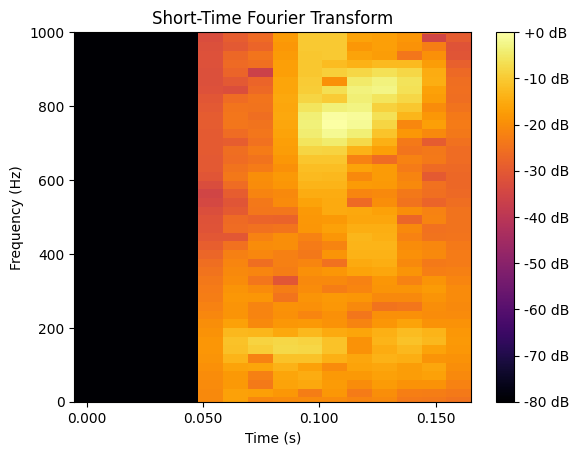 Short-Time Fourier Transform
1000
800
600
400
200
0
Frequency (Hz)
0.000
0.050
0.100
0.150
Time (s)
+0 dB
-10 dB
-20 dB
-30 dB
-40 dB
-50 dB
-60 dB
-70 dB
-80 dB